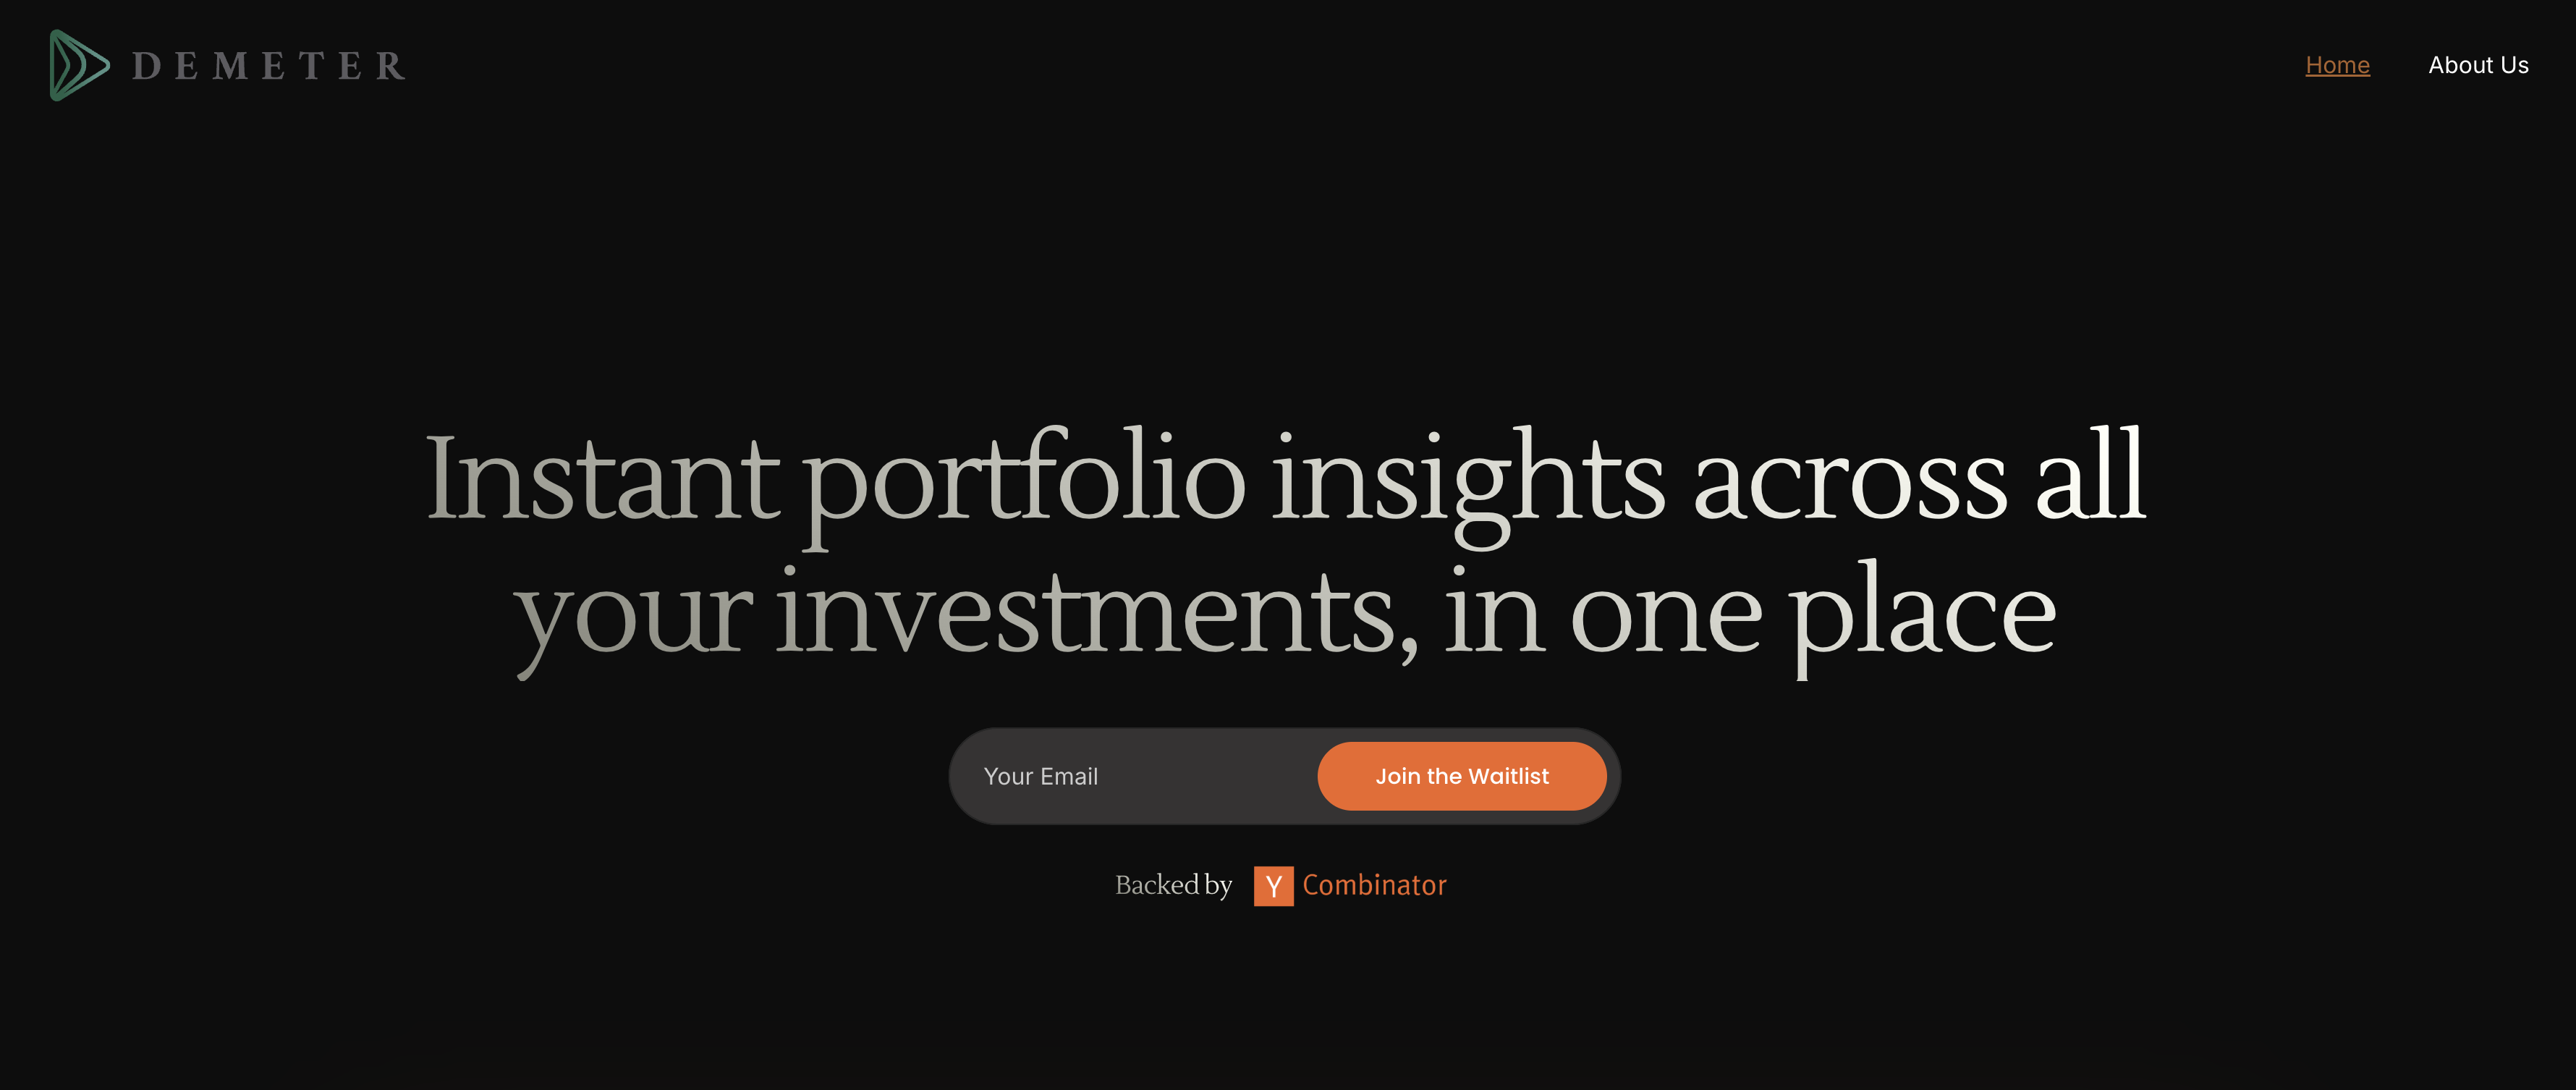 DEMETER
Home
About Us
Instant portfolio insights across all
your investments, in one place
Your Email
Join the Waitlist
Backed by Y Combinator